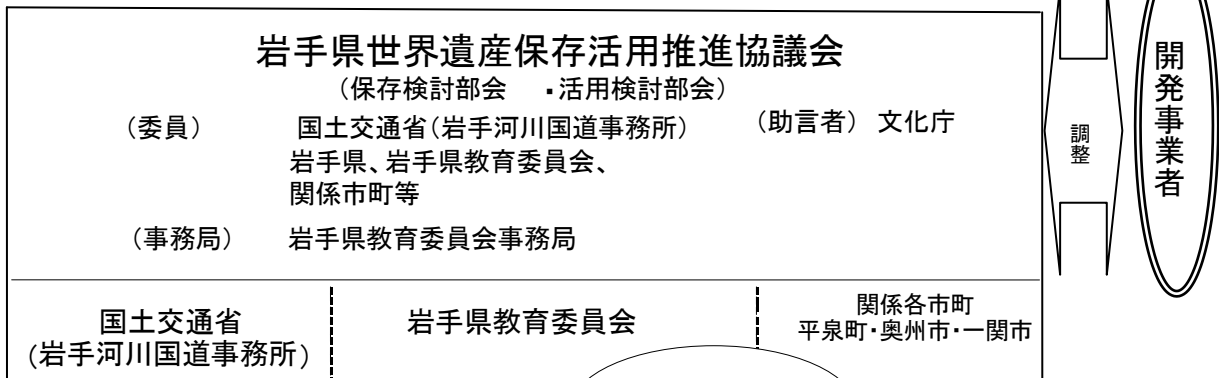 岩手県世界遺産保存活用推進協議会
(保存検討部会　・活用検討部会)
(委員)　国土交通省(岩手河川国道事務所)　(助言者)　文化庁
岩手県、岩手県教育委員会、
関係市町等
(事務局)　岩手県教育委員会事務局
調整
開発事業者
国土交通省
(岩手河川国道事務所)
岩手県教育委員会
関係各市町
平泉町・奥州市・一関市